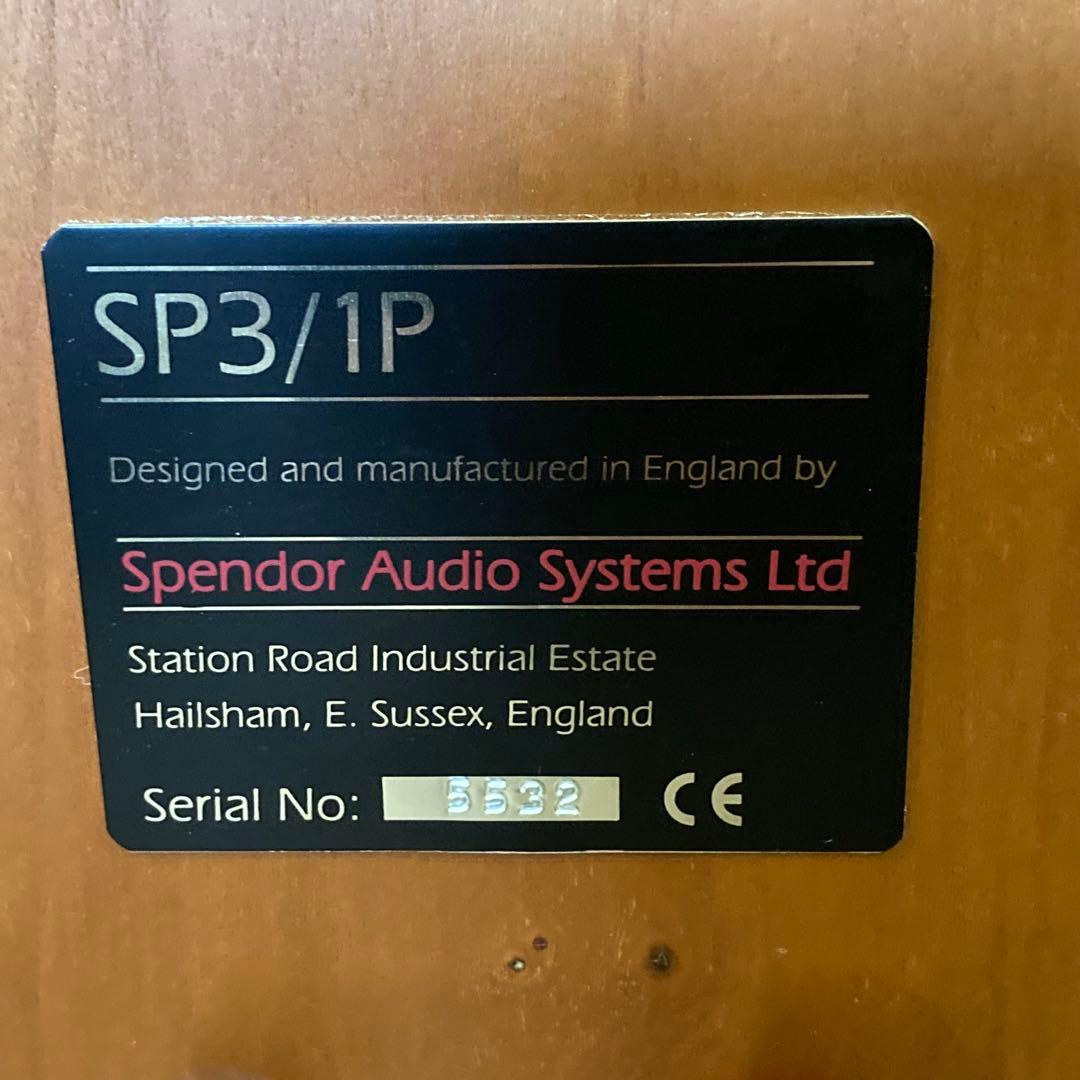 SP3/1P
Designed and manufactured in England by
Spendor Audio Systems Ltd
Station Road Industrial Estate
Hailsham, E. Sussex, England
Serial No: 5532 CE